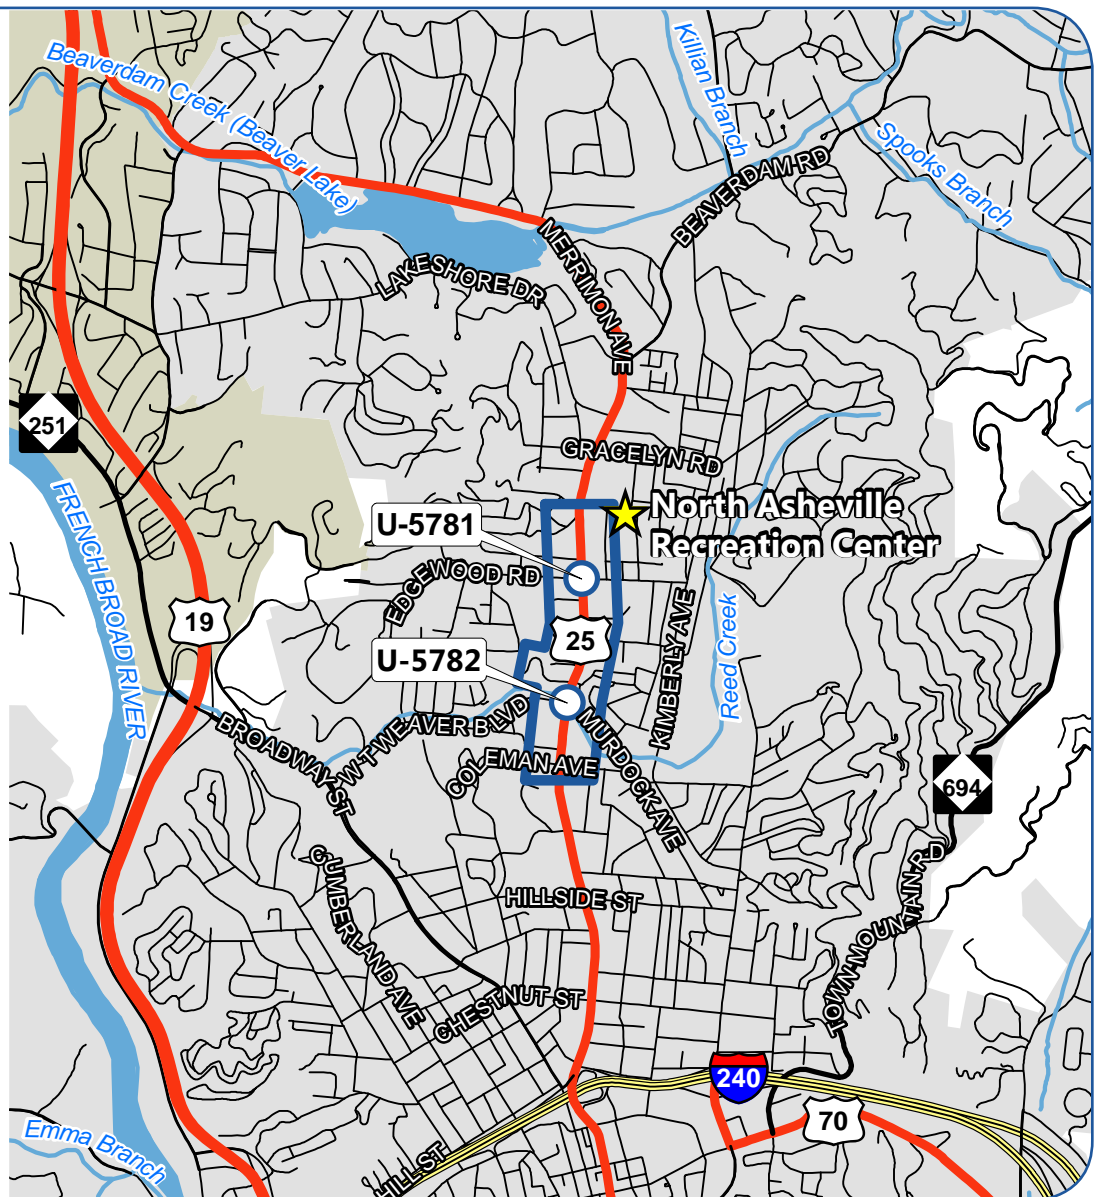 Beaverdam Creek (Beaver Lake)
Killian Branch
Spooks Branch
BEAVERDAM RD
MERRIMON AVE
LAKESHORE DR
251
GRACELYN RD
FRENCH BROAD RIVER
U-5781
North Asheville
Recreation Center
EDGEWOOD RD
19
25
KIMBERLY AVE
Reed Creek
U-5782
BROADWAY ST
W T WEAVER BLVD
COLEMAN AVE
MURDOCK AVE
694
CUMBERLAND AVE
HILLSIDE ST
TOWN MOUNTAIN RD
CHESTNUT ST
240
70
Emma Branch
HILL ST